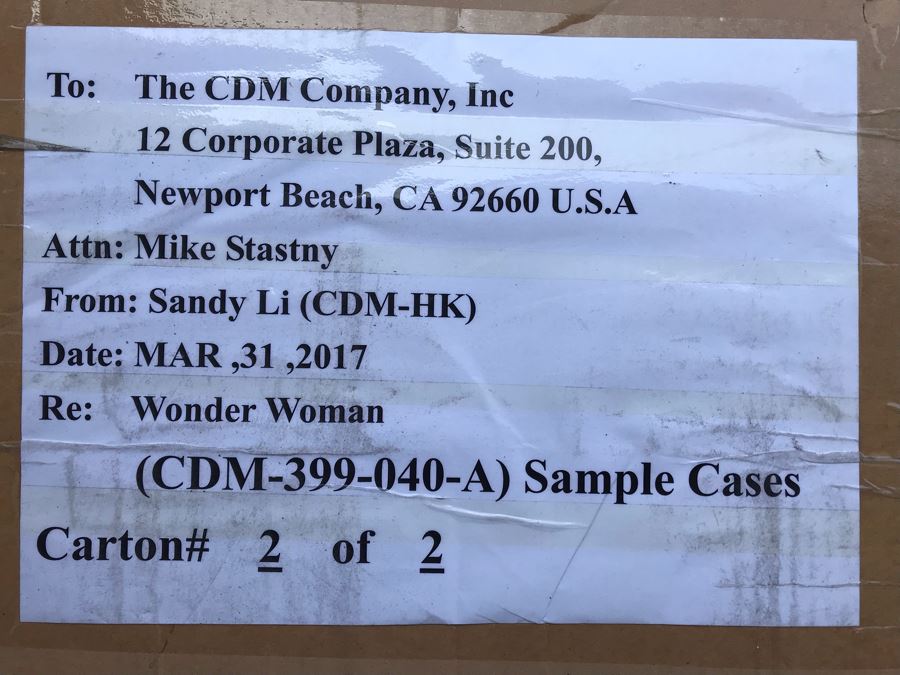 To: The CDM Company, Inc
12 Corporate Plaza, Suite 200,
Newport Beach, CA 92660 U.S.A
Attn: Mike Stastny
From: Sandy Li (CDM-HK)
Date: MAR ,31 ,2017
Re: Wonder Woman
(CDM-399-040-A) Sample Cases
Carton# 2 of 2